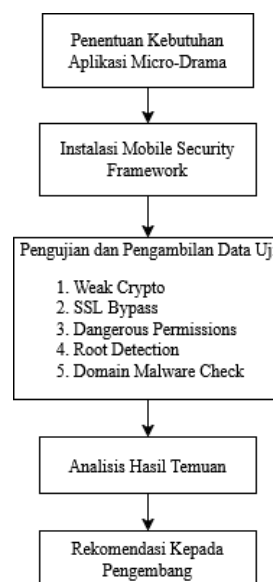 Penentuan Kebutuhan
Aplikasi Micro-Drama
Instalasi Mobile Security
Framework
Pengujian dan Pengambilan Data Uji
1. Weak Crypto
2. SSL Bypass
3. Dangerous Permissions
4. Root Detection
5. Domain Malware Check
Analisis Hasil Temuan
Rekomendasi Kepada
Pengembang